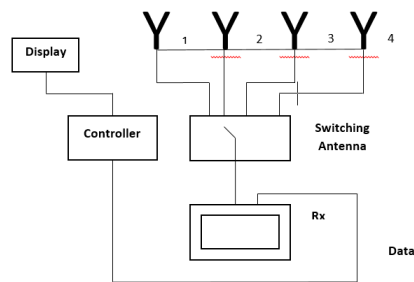 1 2 3 4
Display
Controller
Switching
Antenna
Rx
Data